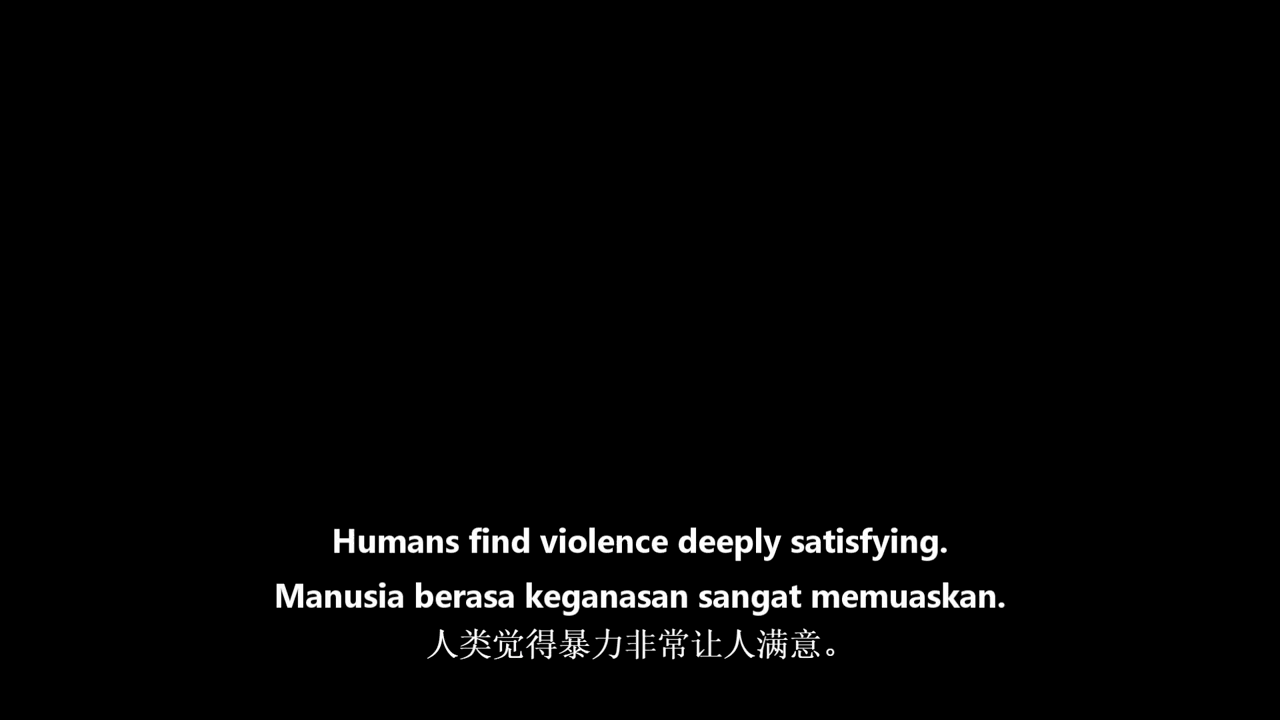 Humans find violence deeply satisfying.
Manusia berasa keganasan sangat memuaskan.
人类觉得暴力非常让人满意。